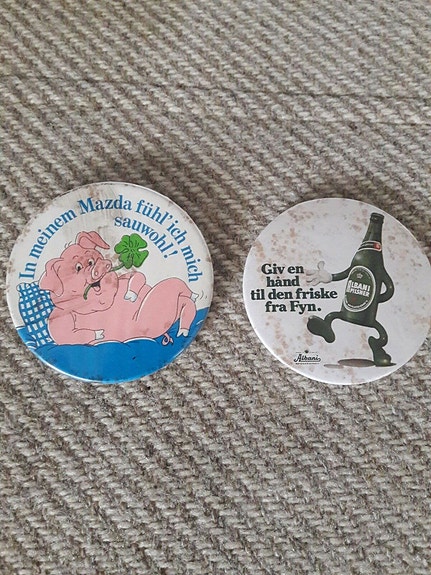 In meinem Mazda fühl' ich mich
sauwohl!
Giv en
hånd
til den friske
fra Fyn.
Albani
ALBANI
PILSNER